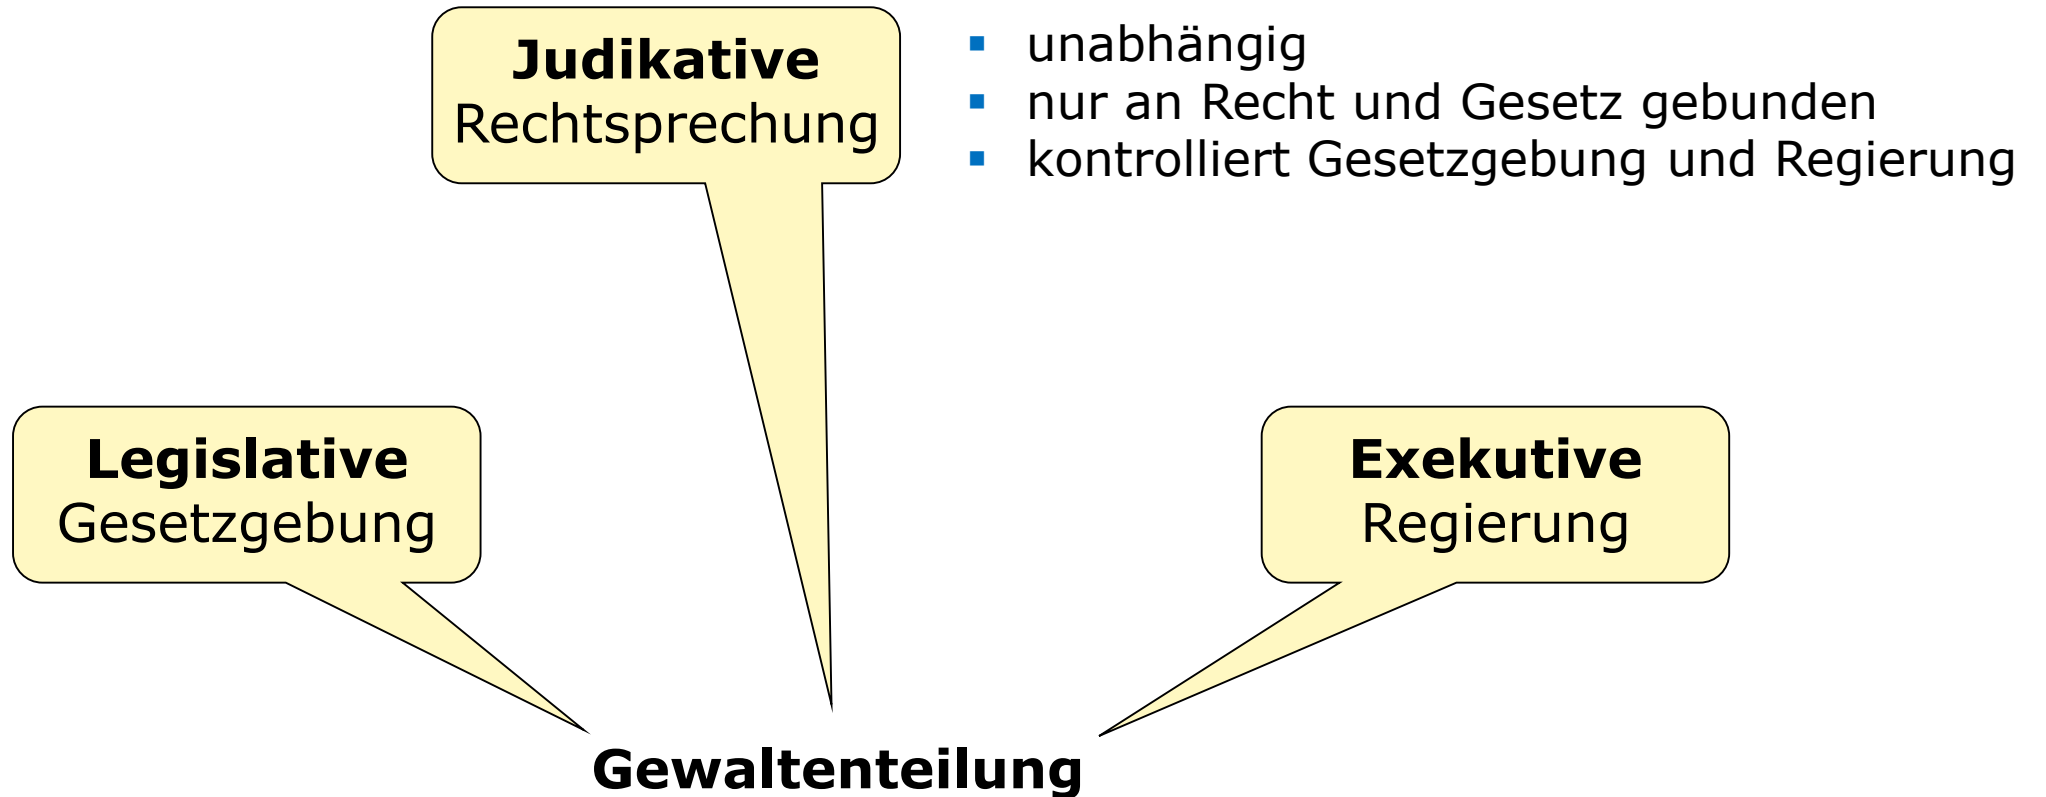 Judikative
Rechtsprechung
▪ unabhängig
▪ nur an Recht und Gesetz gebunden
▪ kontrolliert Gesetzgebung und Regierung
Legislative
Gesetzgebung
Exekutive
Regierung
Gewaltenteilung